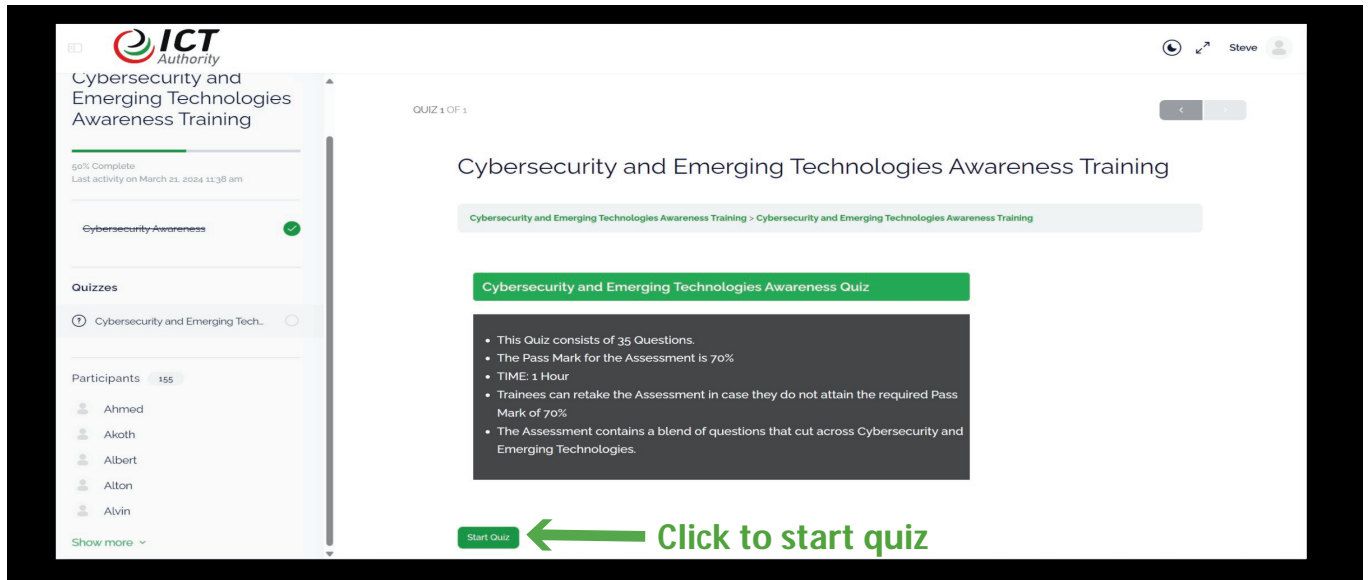 ICT
Authority
Steve
Cybersecurity and
Emerging Technologies
Awareness Training
50% Complete
Last activity on March 21, 2024 11:38 am
Cybersecurity Awareness
Quizzes
Cybersecurity and Emerging Tech...
Participants 155
Ahmed
Akoth
Albert
Alton
Alvin
Show more
QUIZ 1 OF 1
Cybersecurity and Emerging Technologies Awareness Training
Cybersecurity and Emerging Technologies Awareness Training > Cybersecurity and Emerging Technologies Awareness Training
Cybersecurity and Emerging Technologies Awareness Quiz
• This Quiz consists of 35 Questions.
• The Pass Mark for the Assessment is 70%
• TIME: 1 Hour
• Trainees can retake the Assessment in case they do not attain the required Pass
Mark of 70%
• The Assessment contains a blend of questions that cut across Cybersecurity and
Emerging Technologies.
Start Quiz
Click to start quiz